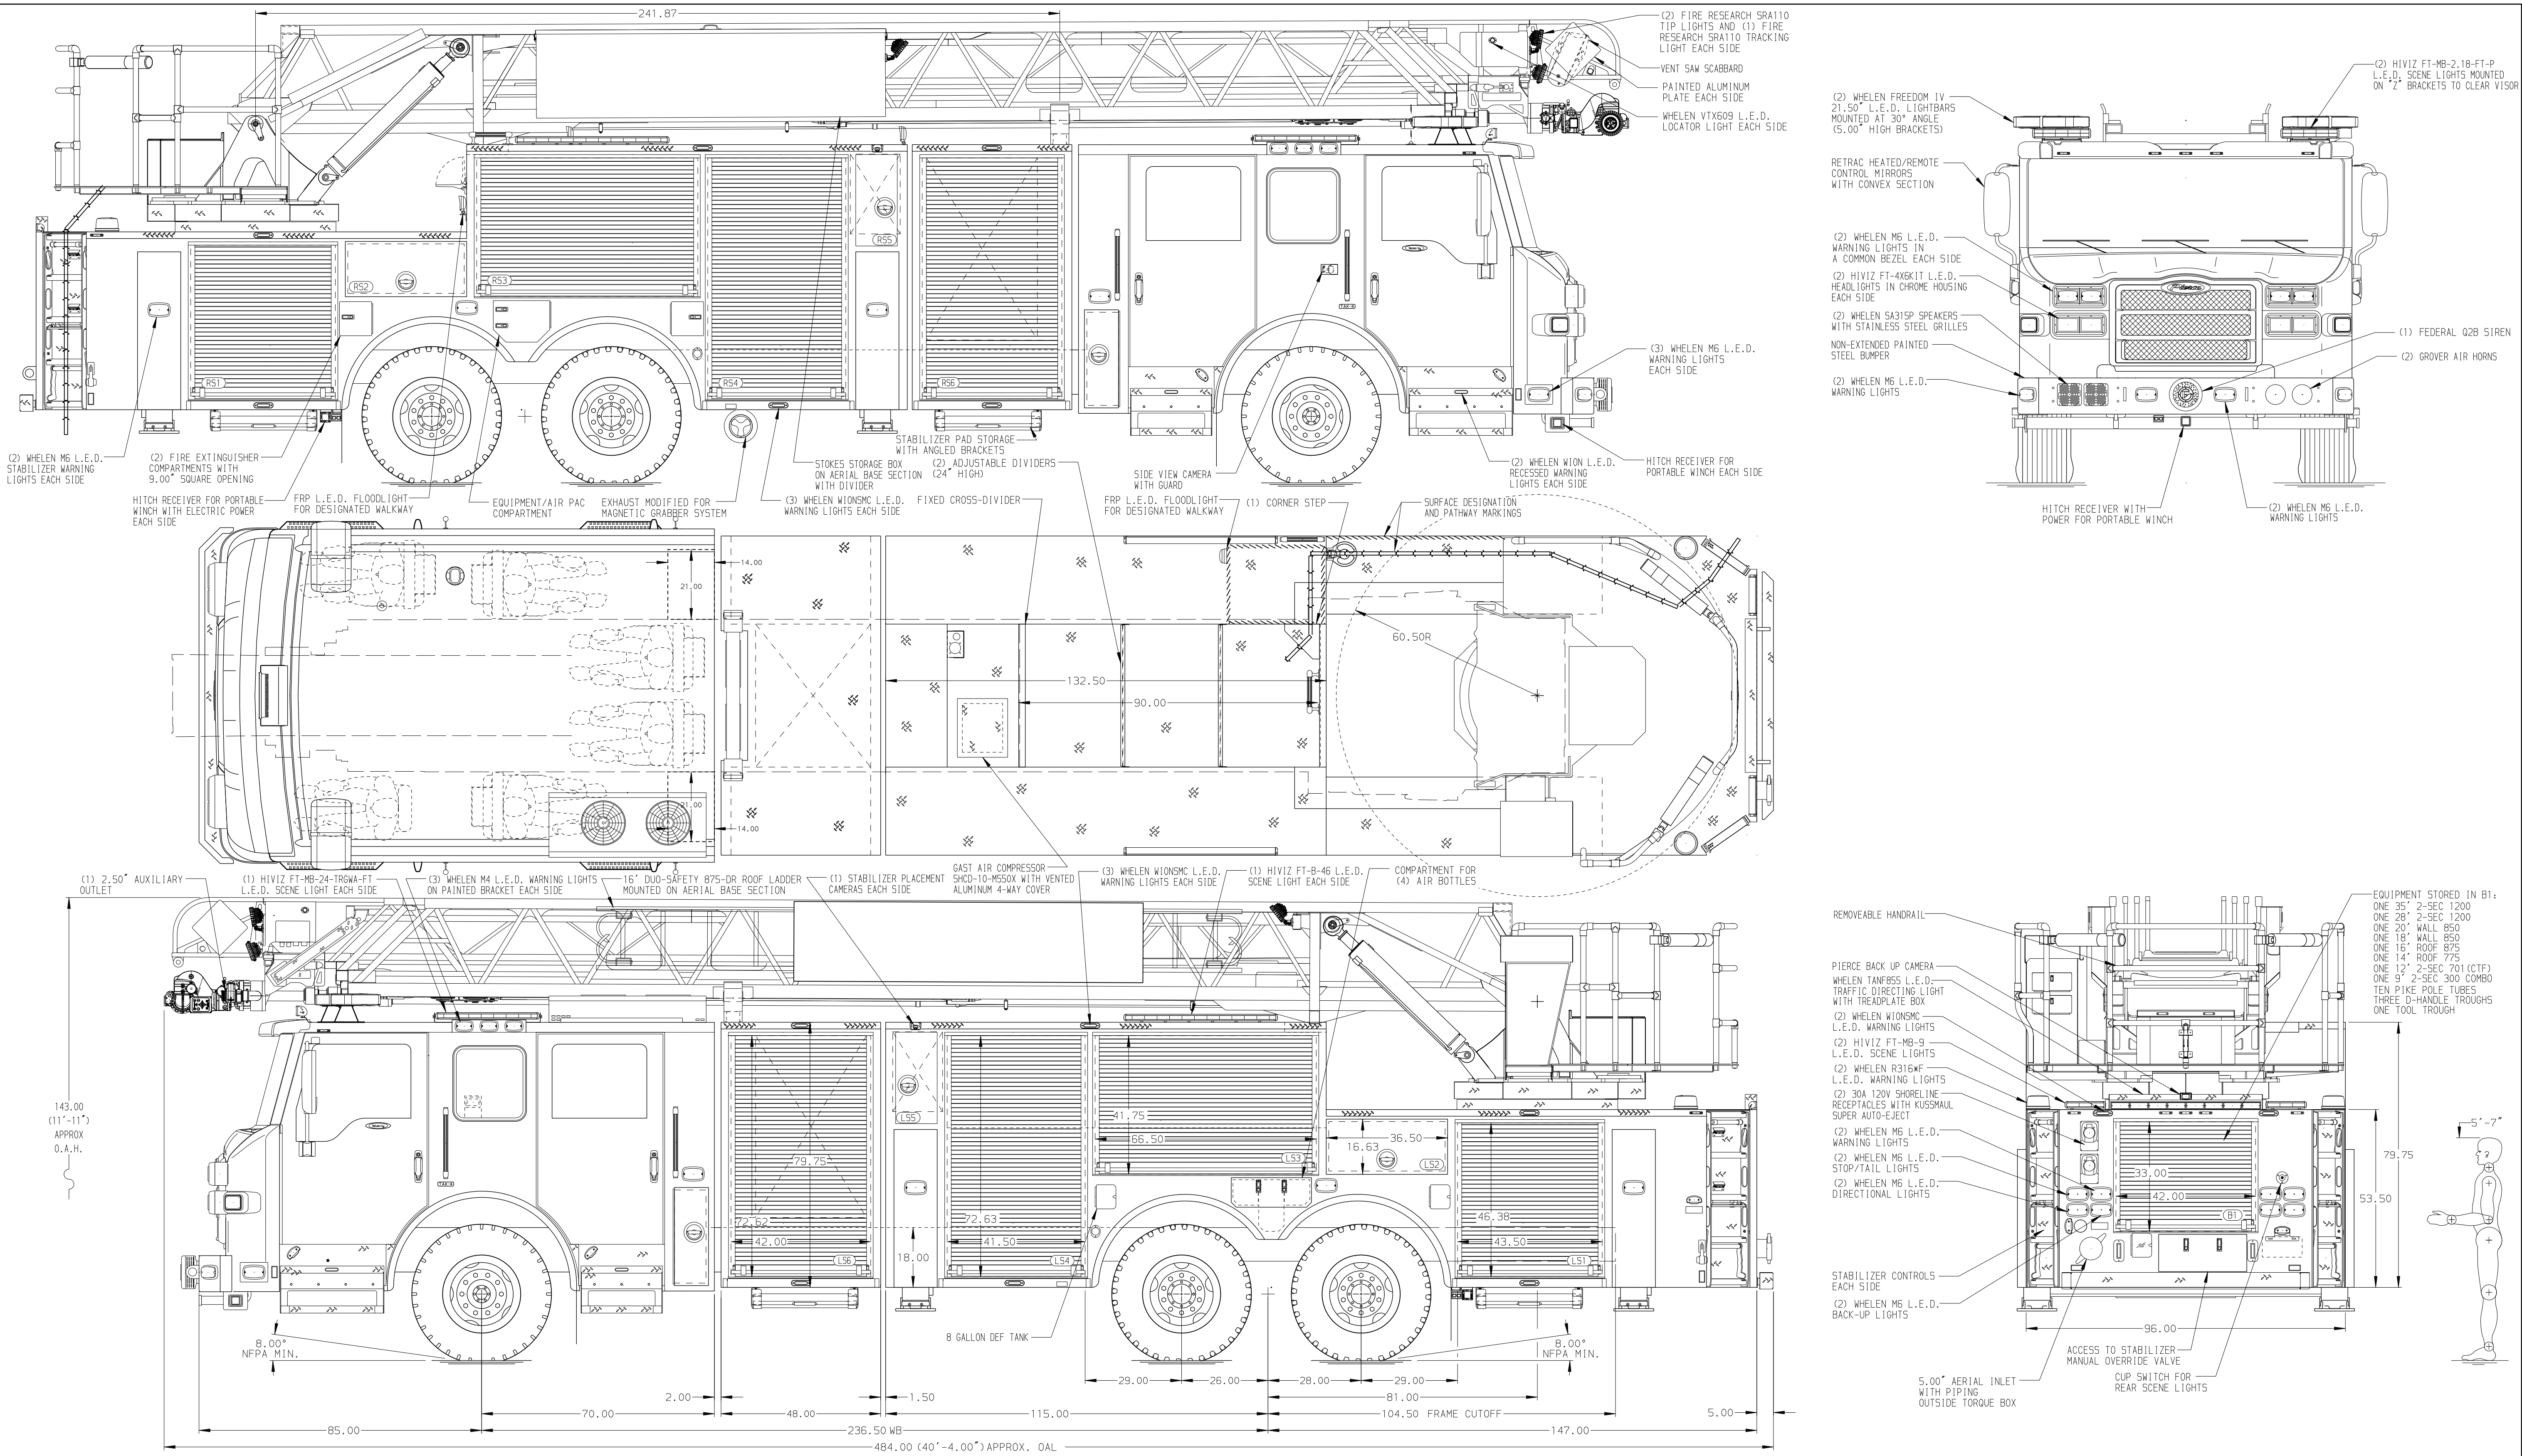 241.87
(2) FIRE RESEARCH SRA110
TIP LIGHTS AND (1) FIRE
RESEARCH SRA110 TRACKING
LIGHT EACH SIDE
VENT SAW SCABBARD
PAINTED ALUMINUM
PLATE EACH SIDE
WHELEN VTX609 L.E.D.
LOCATOR LIGHT EACH SIDE
RS1
RS2
RS3
RS4
RS5
RS6
TAK-4
(3) WHELEN M6 L.E.D.
WARNING LIGHTS
EACH SIDE
(2) WHELEN M6 L.E.D.
STABILIZER WARNING
LIGHTS EACH SIDE
(2) FIRE EXTINGUISHER
COMPARTMENTS WITH
9.00" SQUARE OPENING
HITCH RECEIVER FOR PORTABLE
WINCH WITH ELECTRIC POWER
EACH SIDE
FRP L.E.D. FLOODLIGHT
FOR DESIGNATED WALKWAY
EQUIPMENT/AIR PAC
COMPARTMENT
EXHAUST MODIFIED FOR
MAGNETIC GRABBER SYSTEM
STOKES STORAGE BOX
ON AERIAL BASE SECTION
WITH DIVIDER
(3) WHELEN WIONSMC L.E.D.
WARNING LIGHTS EACH SIDE
STABILIZER PAD STORAGE
WITH ANGLED BRACKETS
(2) ADJUSTABLE DIVIDERS
(24" HIGH)
FIXED CROSS-DIVIDER
SIDE VIEW CAMERA
WITH GUARD
FRP L.E.D. FLOODLIGHT
FOR DESIGNATED WALKWAY
(1) CORNER STEP
SURFACE DESIGNATION
AND PATHWAY MARKINGS
(2) WHELEN WION L.E.D.
RECESSED WARNING
LIGHTS EACH SIDE
HITCH RECEIVER FOR
PORTABLE WINCH EACH SIDE
(2) WHELEN FREEDOM IV
21.50" L.E.D. LIGHTBARS
MOUNTED AT 30° ANGLE
(5.00" HIGH BRACKETS)
RETRAC HEATED/REMOTE
CONTROL MIRRORS
WITH CONVEX SECTION
(2) WHELEN M6 L.E.D.
WARNING LIGHTS IN
A COMMON BEZEL EACH SIDE
(2) HIVIZ FT-4X6KIT L.E.D.
HEADLIGHTS IN CHROME HOUSING
EACH SIDE
(2) WHELEN SA315P SPEAKERS
WITH STAINLESS STEEL GRILLES
NON-EXTENDED PAINTED
STEEL BUMPER
(2) WHELEN M6 L.E.D.
WARNING LIGHTS
(2) HIVIZ FT-MB-2.18-FT-P
L.E.D. SCENE LIGHTS MOUNTED
ON "Z" BRACKETS TO CLEAR VISOR
Pierce
(1) FEDERAL Q2B SIREN
(2) GROVER AIR HORNS
HITCH RECEIVER WITH
POWER FOR PORTABLE WINCH
(2) WHELEN M6 L.E.D.
WARNING LIGHTS
14.00
21.00
132.50
90.00
60.50R
21.00
14.00
(1) 2.50" AUXILIARY
OUTLET
(1) HIVIZ FT-MB-24-TRGWA-FT
L.E.D. SCENE LIGHT EACH SIDE
(3) WHELEN M4 L.E.D. WARNING LIGHTS
ON PAINTED BRACKET EACH SIDE
16' DUO-SAFETY 875-DR ROOF LADDER
MOUNTED ON AERIAL BASE SECTION
(1) STABILIZER PLACEMENT
CAMERAS EACH SIDE
GAST AIR COMPRESSOR
SHCD-10-M550X WITH VENTED
ALUMINUM 4-WAY COVER
(3) WHELEN WIONSMC L.E.D.
WARNING LIGHTS EACH SIDE
(1) HIVIZ FT-B-46 L.E.D.
SCENE LIGHT EACH SIDE
COMPARTMENT FOR
(4) AIR BOTTLES
143.00
(11'-11")
APPROX
O.A.H.
TAK-4
79.75
72.62
42.00
LS6
LS5
18.00
72.63
41.50
LS4
41.75
66.50
LS3
16.63
36.50
LS2
46.38
43.50
LS1
8.00°
NFPA MIN.
8 GALLON DEF TANK
8.00°
NFPA MIN.
29.00
26.00
28.00
29.00
2.00
1.50
81.00
70.00
48.00
115.00
104.50 FRAME CUTOFF
5.00
85.00
236.50 WB
147.00
484.00 (40'-4.00") APPROX. OAL
REMOVEABLE HANDRAIL
PIERCE BACK UP CAMERA
WHELEN TANF855 L.E.D.
TRAFFIC DIRECTING LIGHT
WITH TREADPLATE BOX
(2) WHELEN WIONSMC
L.E.D. WARNING LIGHTS
(2) HIVIZ FT-MB-9
L.E.D. SCENE LIGHTS
(2) WHELEN R316*F
L.E.D. WARNING LIGHTS
(2) 30A 120V SHORELINE
RECEPTACLES WITH KUSSMAUL
SUPER AUTO-EJECT
(2) WHELEN M6 L.E.D.
WARNING LIGHTS
(2) WHELEN M6 L.E.D.
STOP/TAIL LIGHTS
(2) WHELEN M6 L.E.D.
DIRECTIONAL LIGHTS
STABILIZER CONTROLS
EACH SIDE
(2) WHELEN M6 L.E.D.
BACK-UP LIGHTS
EQUIPMENT STORED IN B1:
ONE 35' 2-SEC 1200
ONE 28' 2-SEC 1200
ONE 20' WALL 850
ONE 18' WALL 850
ONE 16' ROOF 875
ONE 14' ROOF 775
ONE 12' 2-SEC 701(CTF)
ONE 9' 2-SEC 300 COMBO
TEN PIKE POLE TUBES
THREE D-HANDLE TROUGHS
ONE TOOL TROUGH
5'-7"
33.00
42.00
B1
79.75
53.50
96.00
5.00" AERIAL INLET
WITH PIPING
OUTSIDE TORQUE BOX
ACCESS TO STABILIZER
MANUAL OVERRIDE VALVE
CUP SWITCH FOR
REAR SCENE LIGHTS